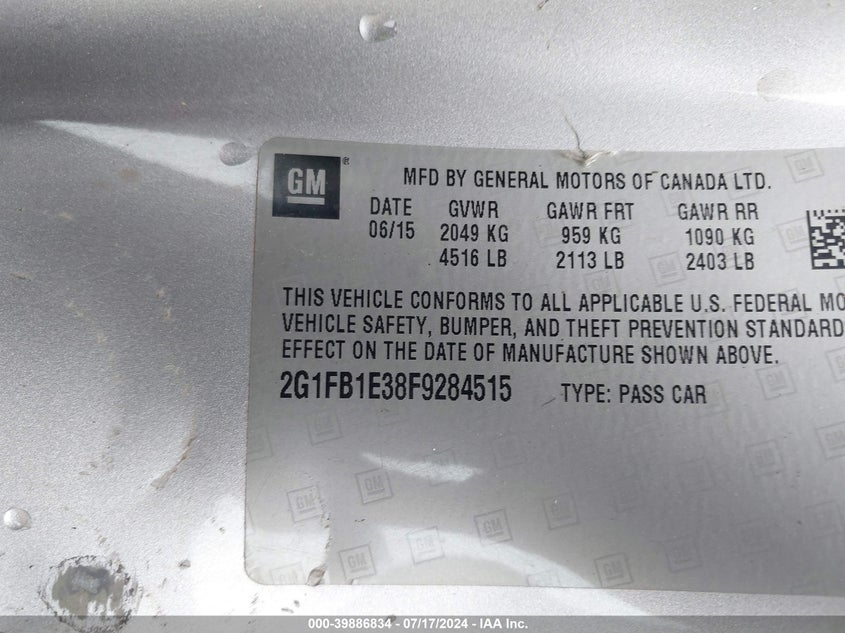 GM®
MFD BY GENERAL MOTORS OF CANADA LTD.
DATE GVWR GAWR FRT GAWR RR
06/15 2049 KG 959 KG 1090 KG
4516 LB 2113 LB 2403 LB
THIS VEHICLE CONFORMS TO ALL APPLICABLE U.S. FEDERAL MO
VEHICLE SAFETY, BUMPER, AND THEFT PREVENTION STANDARD
EFFECT ON THE DATE OF MANUFACTURE SHOWN ABOVE.
2G1FB1E38F9284515 TYPE: PASS CAR
000-39886834 - 07/17/2024 - IAA Inc.